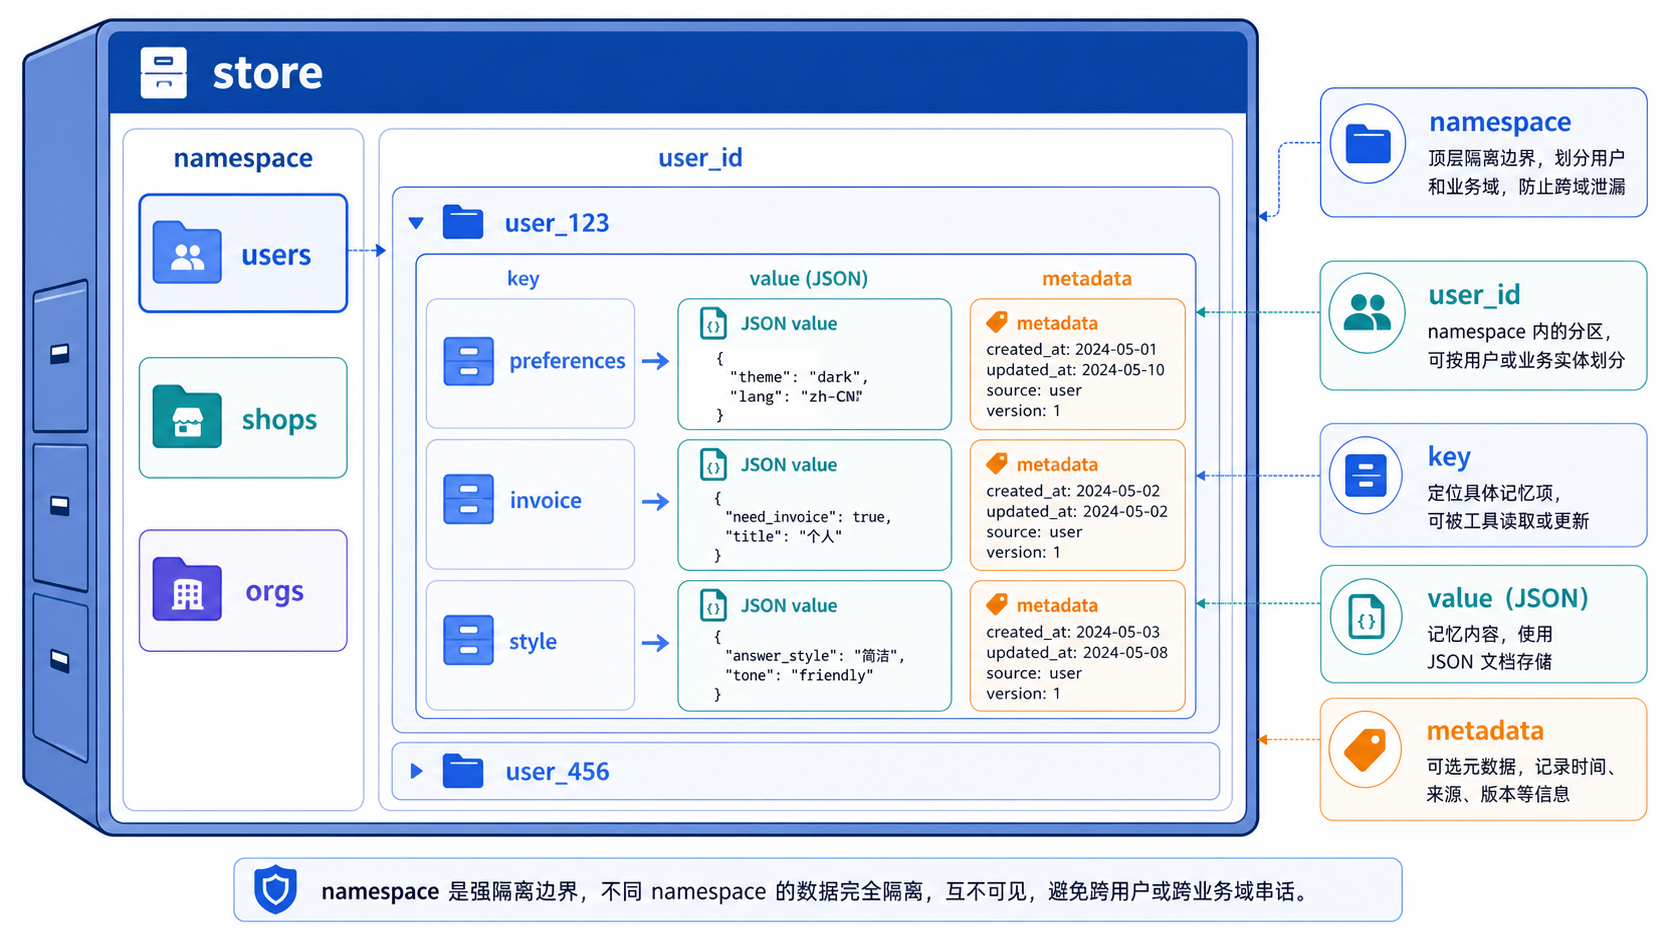 store
namespace
users
shops
orgs
user_id
user_123
key
value (JSON)
metadata
preferences
JSON value
{
"theme": "dark",
"lang": "zh-CN"
}
metadata
created_at: 2024-05-01
updated_at: 2024-05-10
source: user
version: 1
invoice
JSON value
{
"need_invoice": true,
"title": "个人"
}
metadata
created_at: 2024-05-02
updated_at: 2024-05-02
source: user
version: 1
style
JSON value
{
"answer_style": "简洁",
"tone": "friendly"
}
metadata
created_at: 2024-05-03
updated_at: 2024-05-08
source: user
version: 1
user_456
namespace
顶层隔离边界，划分用户
和业务域，防止跨域泄漏
user_id
namespace 内的分区，
可按用户或业务实体划分
key
定位具体记忆项，
可被工具读取或更新
value (JSON)
记忆内容，使用
JSON 文档存储
metadata
可选元数据，记录时间、
来源、版本等信息
namespace 是强隔离边界，不同 namespace 的数据完全隔离，互不可见，避免跨用户或跨业务域串话。